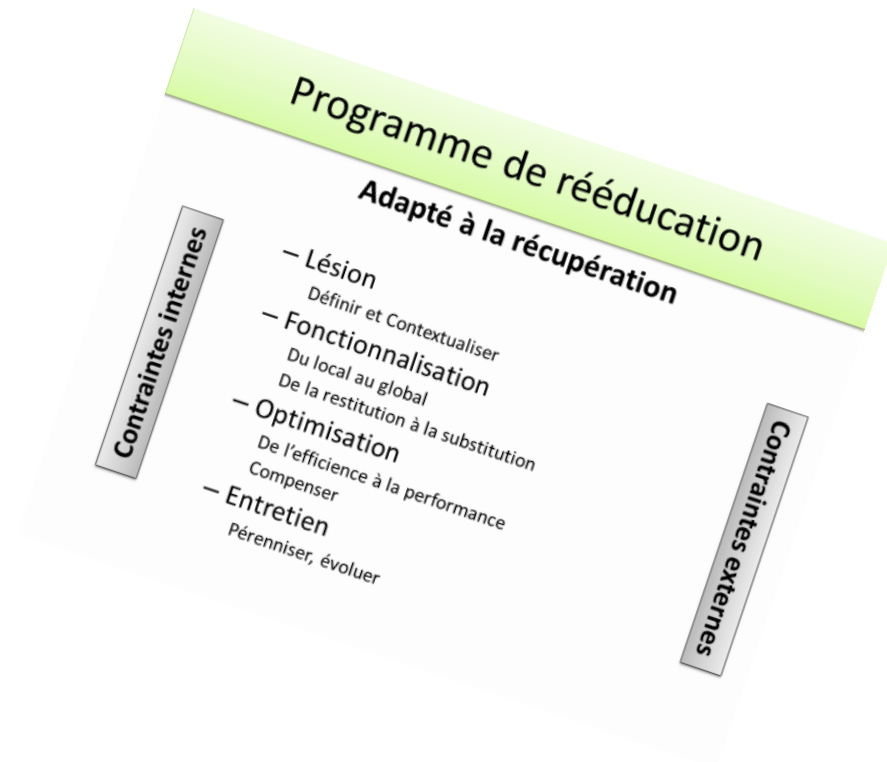 Programme de rééducation
Adapté à la récupération
Contraintes internes
– Lésion
Définir et Contextualiser
– Fonctionnalisation
Du local au global
De la restitution à la substitution
– Optimisation
De l’efficience à la performance
Compenser
– Entretien
Pérenniser, évoluer
Contraintes externes